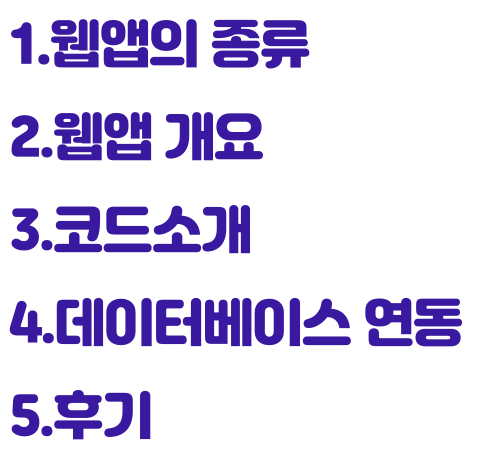 1.웹앱의 종류
2.웹앱 개요
3.코드소개
4.데이터베이스 연동
5.후기